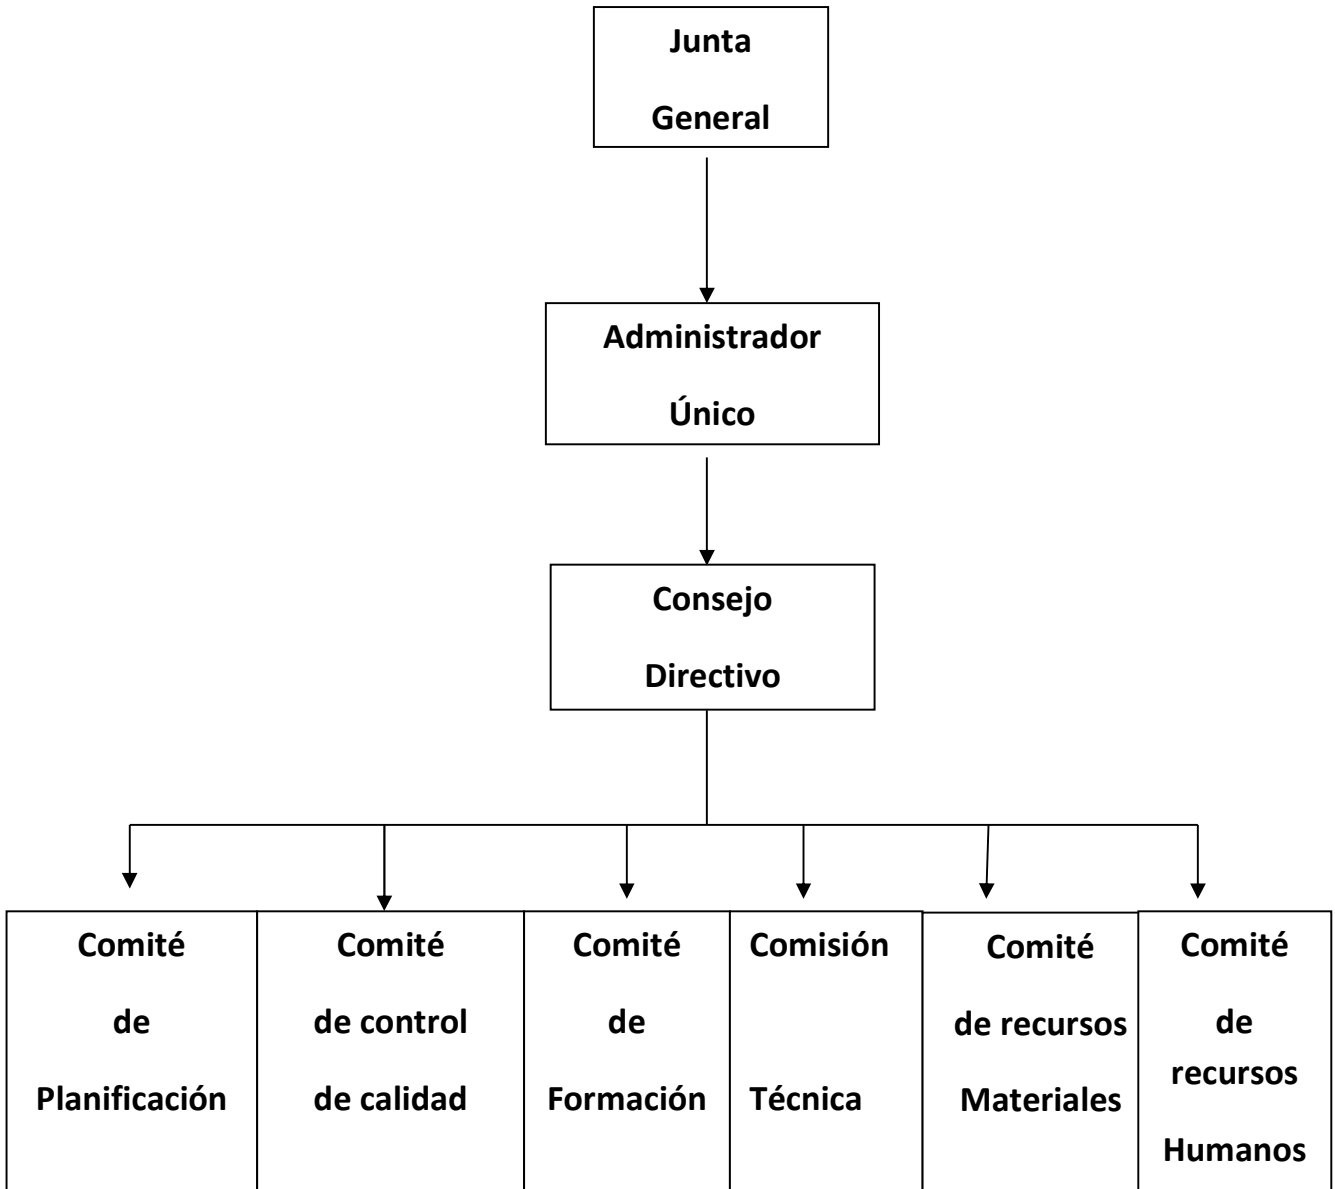 Junta
General
Administrador
Único
Consejo
Directivo
Comité
de
Planificación
Comité
de control
de calidad
Comité
de
Formación
Comisión
Técnica
Comité
de recursos
Materiales
Comité
de
recursos
Humanos